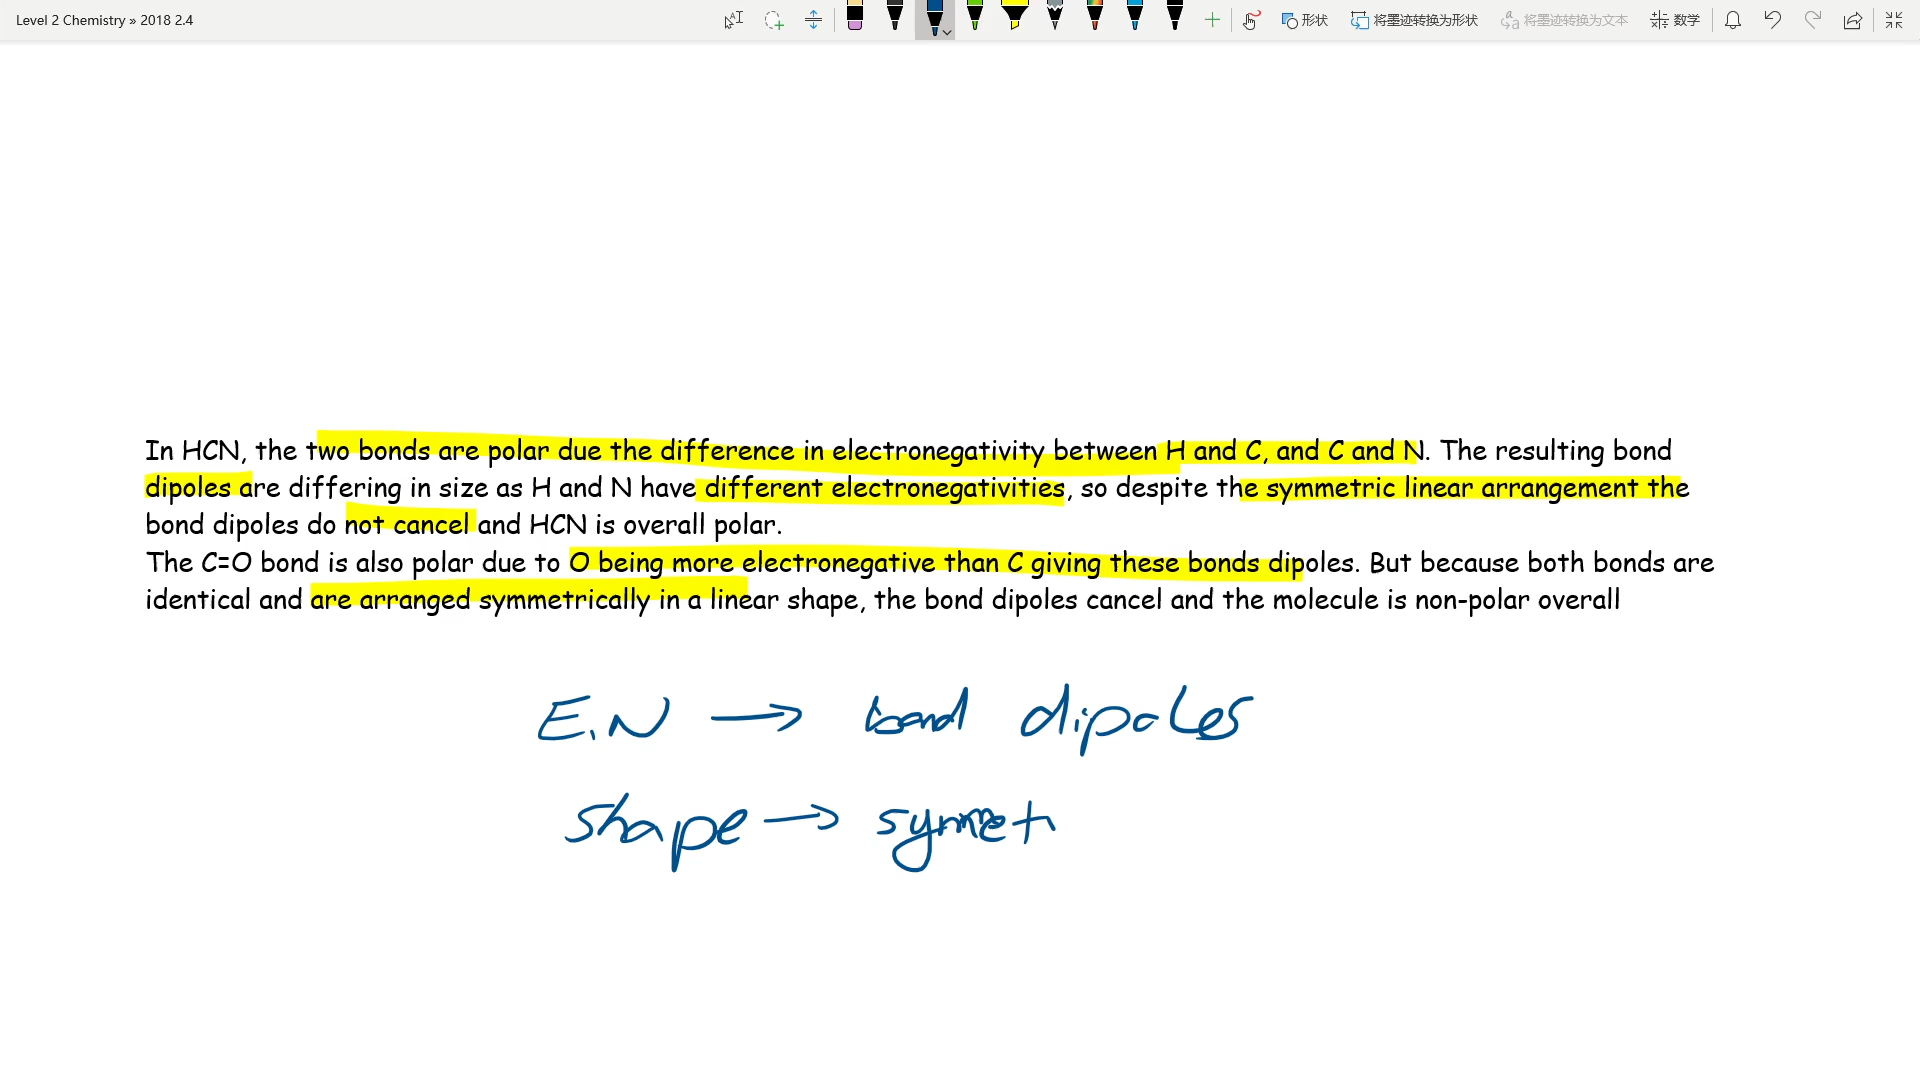 Level 2 Chemistry » 2018 2.4
形状 将墨迹转换为形状 将墨迹转换为文本 数学
In HCN, the two bonds are polar due the difference in electronegativity between H and C, and C and N. The resulting bond
dipoles are differing in size as H and N have different electronegativities, so despite the symmetric linear arrangement the
bond dipoles do not cancel and HCN is overall polar.
The C=O bond is also polar due to O being more electronegative than C giving these bonds dipoles. But because both bonds are
identical and are arranged symmetrically in a linear shape, the bond dipoles cancel and the molecule is non-polar overall
E.N → bond dipoles
shape → symmetr